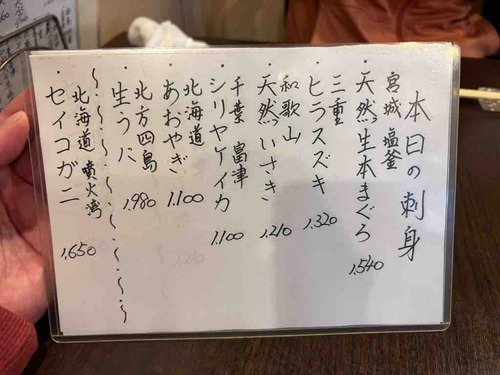 本日の刺身
宮城 塩釜
・天然生本まぐろ 1,540
三重
・ヒラスズキ 1,320
和歌山
・天然いさき 1,210
千葉 富津
・シリヤケイカ 1,100
北海道
・あおやぎ 1,100
北方四島
・生うに 1,980
北海道 噴火湾
・セイコガニ 1,650